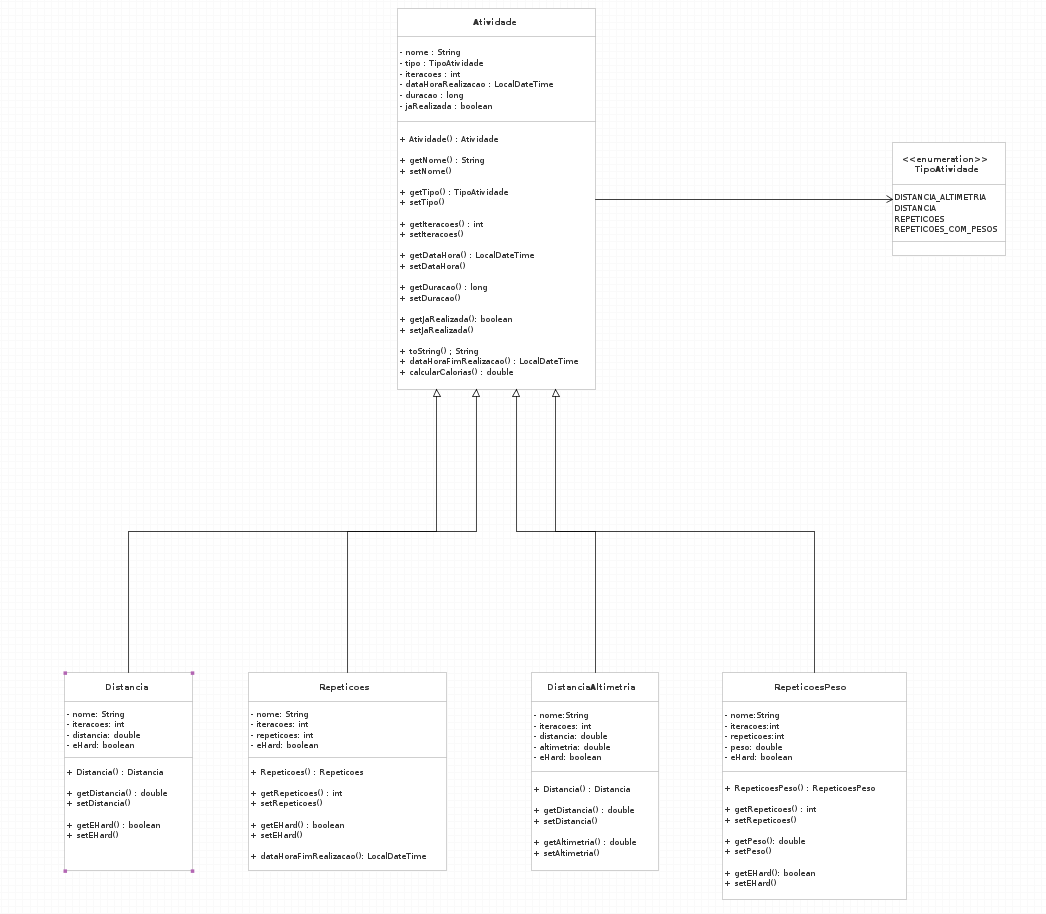 Atividade
- nome : String
- tipo : TipoAtividade
- iteracoes : int
- dataHoraRealizacao : LocalDateTime
- duracao : long
- jaRealizada : boolean
+ Atividade() : Atividade
+ getNome() : String
+ setNome()
+ getTipo() : TipoAtividade
+ setTipo()
+ getIteracoes() : int
+ setIteracoes()
+ getDataHora() : LocalDateTime
+ setDataHora()
+ getDuracao() : long
+ setDuracao()
+ getJaRealizada(): boolean
+ setJaRealizada()
+ toString() ; String
+ dataHoraFimRealizacao() : LocalDateTime
+ calcularCalorias() : double
<<enumeration>>
TipoAtividade
DISTANCIA_ALTIMETRIA
DISTANCIA
REPETICOES
REPETICOES_COM_PESOS
Distancia
- nome: String
- iteracoes: int
- distancia: double
- eHard: boolean
+ Distancia() : Distancia
+ getDistancia() : double
+ setDistancia()
+ getEHard() : boolean
+ setEHard()
Repeticoes
- nome: String
- iteracoes: int
- repeticoes: int
- eHard: boolean
+ Repeticoes() : Repeticoes
+ getRepeticoes() : int
+ setRepeticoes()
+ getEHard() : boolean
+ setEHard()
+ dataHoraFimRealizacao(): LocalDateTime
DistanciaAltimetria
- nome:String
- iteracoes: int
- distancia: double
- altimetria: double
- eHard: boolean
+ Distancia() : Distancia
+ getDistancia() : double
+ setDistancia()
+ getAltimetria() : double
+ setAltimetria()
RepeticoesPeso
- nome:String
- iteracoes:int
- repeticoes:int
- peso: double
- eHard: boolean
+ RepeticoesPeso() : RepeticoesPeso
+ getRepeticoes() : int
+ setRepeticoes()
+ getPeso(): double
+ setPeso()
+ getEHard(): boolean
+ setEHard()